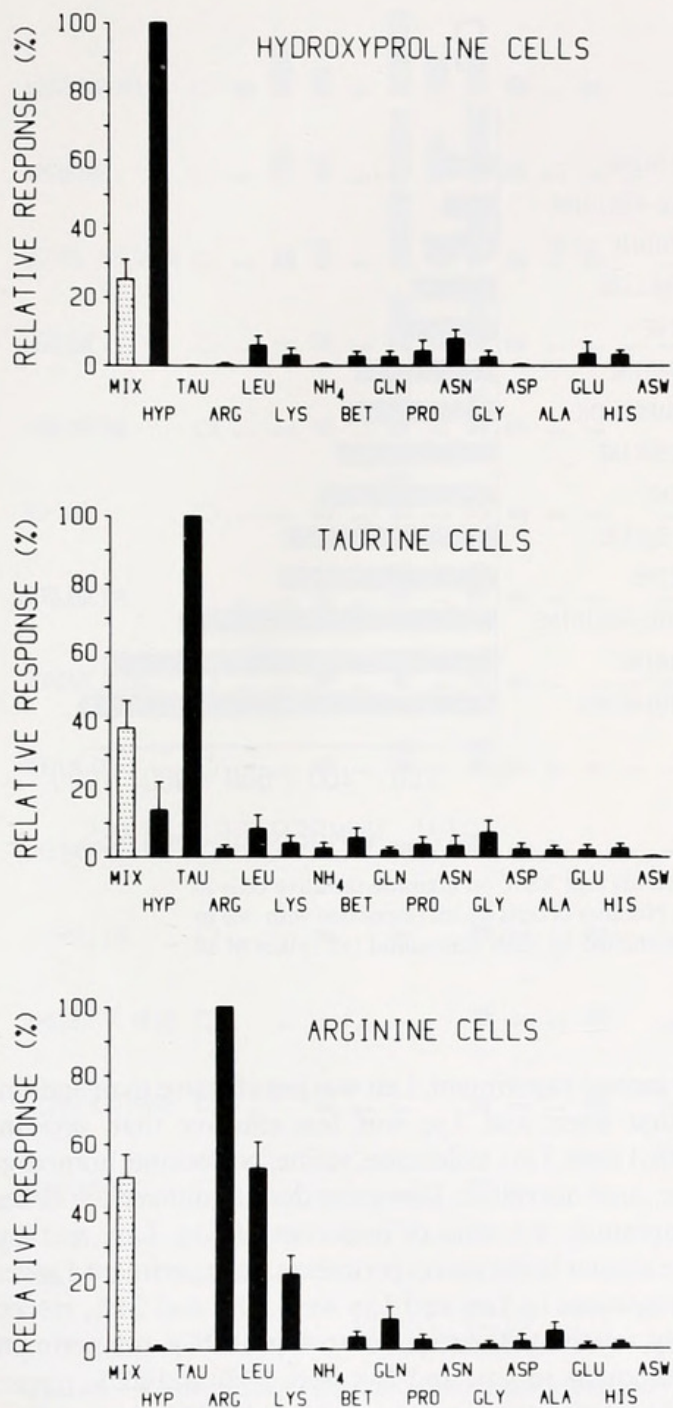 RELATIVE RESPONSE (%)
100
80
60
40
20
0
HYDROXYPROLINE CELLS
MIX TAU LEU NH4 GLN ASN ASP GLU ASW
HYP ARG LYS BET PRO GLY ALA HIS
RELATIVE RESPONSE (%)
100
80
60
40
20
0
TAURINE CELLS
MIX TAU LEU NH4 GLN ASN ASP GLU ASW
HYP ARG LYS BET PRO GLY ALA HIS
RELATIVE RESPONSE (%)
100
80
60
40
20
0
ARGININE CELLS
MIX TAU LEU NH4 GLN ASN ASP GLU ASW
HYP ARG LYS BET PRO GLY ALA HIS